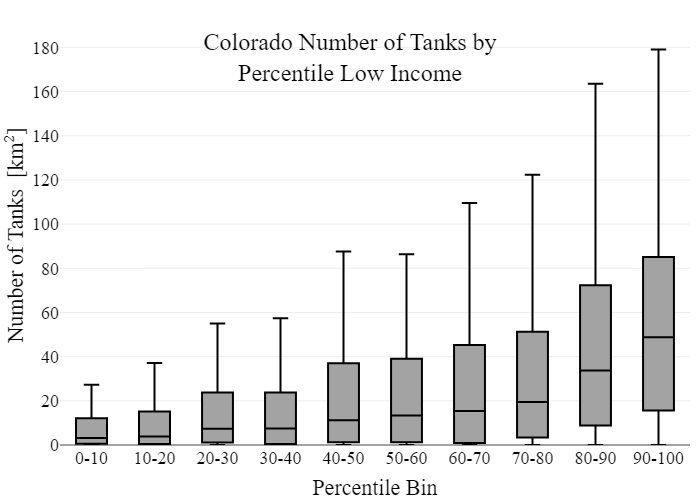 Colorado Number of Tanks by
Percentile Low Income
Number of Tanks [km²]
180
160
140
120
100
80
60
40
20
0
0-10 10-20 20-30 30-40 40-50 50-60 60-70 70-80 80-90 90-100
Percentile Bin